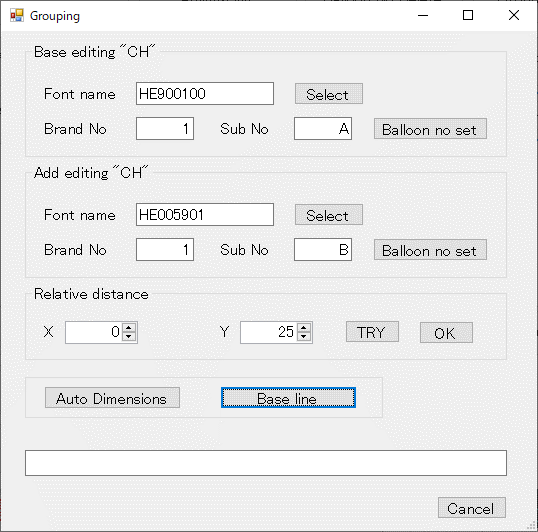 Grouping
Base editing "CH"
Font name HE900100 Select
Brand No 1 Sub No A Balloon no set
Add editing "CH"
Font name HE005901 Select
Brand No 1 Sub No B Balloon no set
Relative distance
X 0 Y 25 TRY OK
Auto Dimensions Base line
Cancel